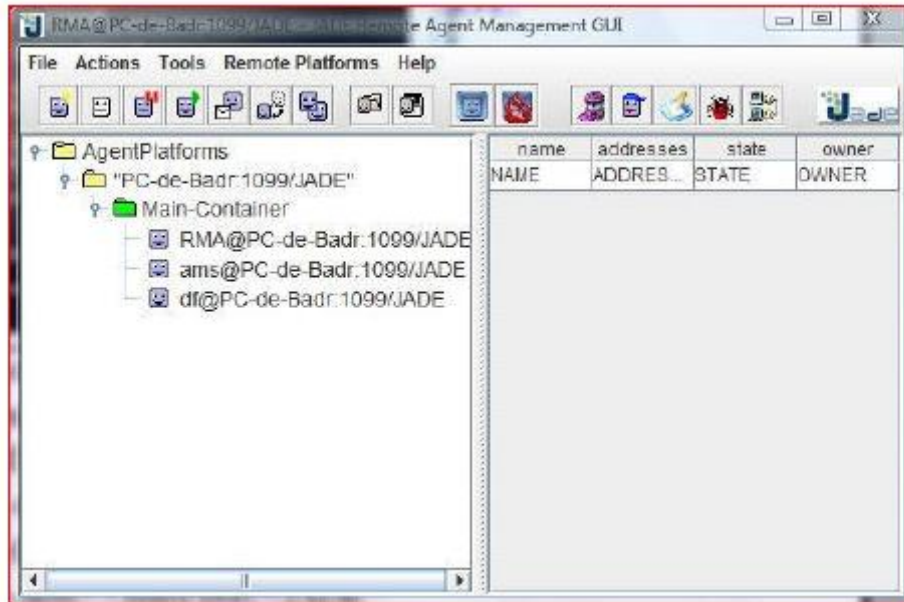 RMA@PC-de-Badr:1099/JADE - JADE Remote Agent Management GUI
File Actions Tools Remote Platforms Help
Jade
AgentPlatforms
"PC-de-Badr:1099/JADE"
Main-Container
RMA@PC-de-Badr:1099/JADE
ams@PC-de-Badr:1099/JADE
df@PC-de-Badr:1099/JADE
name addresses state owner
NAME ADDRES... STATE OWNER